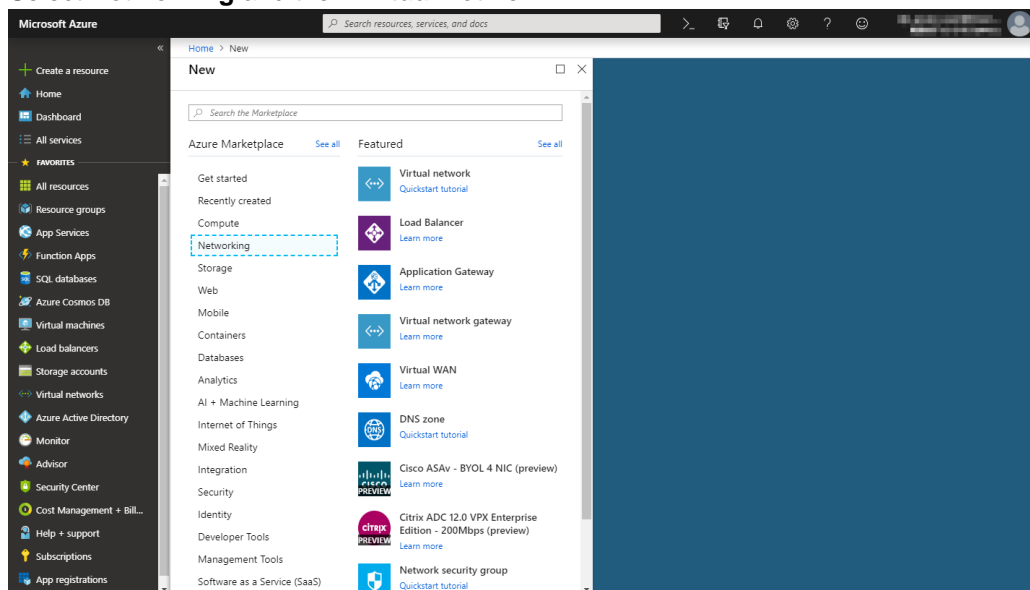 Microsoft Azure
Search resources, services, and docs
Home > New
New
Create a resource
Home
Dashboard
All services
FAVORITES
All resources
Resource groups
App Services
Function Apps
SQL databases
Azure Cosmos DB
Virtual machines
Load balancers
Storage accounts
Virtual networks
Azure Active Directory
Monitor
Advisor
Security Center
Cost Management + Bill...
Help + support
Subscriptions
App registrations
Search the Marketplace
Azure Marketplace See all
Get started
Recently created
Compute
Networking
Storage
Web
Mobile
Containers
Databases
Analytics
AI + Machine Learning
Internet of Things
Mixed Reality
Integration
Security
Identity
Developer Tools
Management Tools
Software as a Service (SaaS)
Featured See all
Virtual network
Quickstart tutorial
Load Balancer
Learn more
Application Gateway
Learn more
Virtual network gateway
Learn more
Virtual WAN
Learn more
DNS
DNS zone
Quickstart tutorial
CISCO
PREVIEW
Cisco ASAv - BYOL 4 NIC (preview)
Learn more
CITRIX
PREVIEW
Citrix ADC 12.0 VPX Enterprise
Edition - 200Mbps (preview)
Learn more
Network security group
Quickstart tutorial